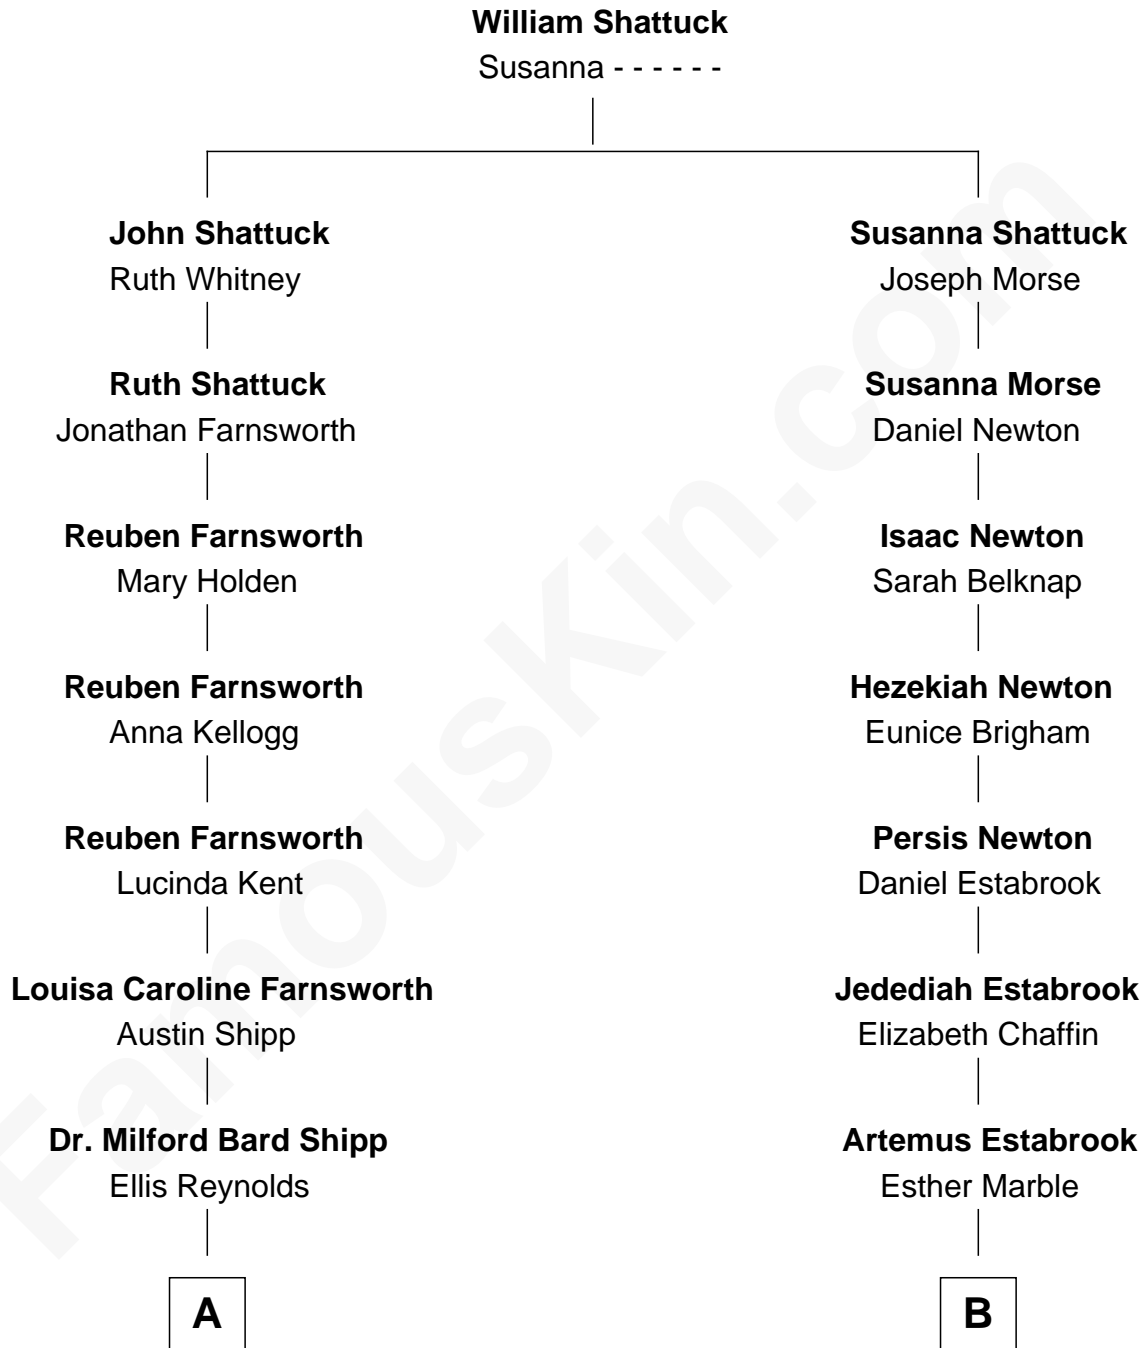 William Shattuck
Susanna - - - - - -
John Shattuck
Ruth Whitney
Susanna Shattuck
Joseph Morse
Ruth Shattuck
Jonathan Farnsworth
Susanna Morse
Daniel Newton
Reuben Farnsworth
Mary Holden
Isaac Newton
Sarah Belknap
Reuben Farnsworth
Anna Kellogg
Hezekiah Newton
Eunice Brigham
Reuben Farnsworth
Lucinda Kent
Persis Newton
Daniel Estabrook
Louisa Caroline Farnsworth
Austin Shipp
Jedediah Estabrook
Elizabeth Chaffin
Dr. Milford Bard Shipp
Ellis Reynolds
Artemus Estabrook
Esther Marble
A
B
FamousKin.com